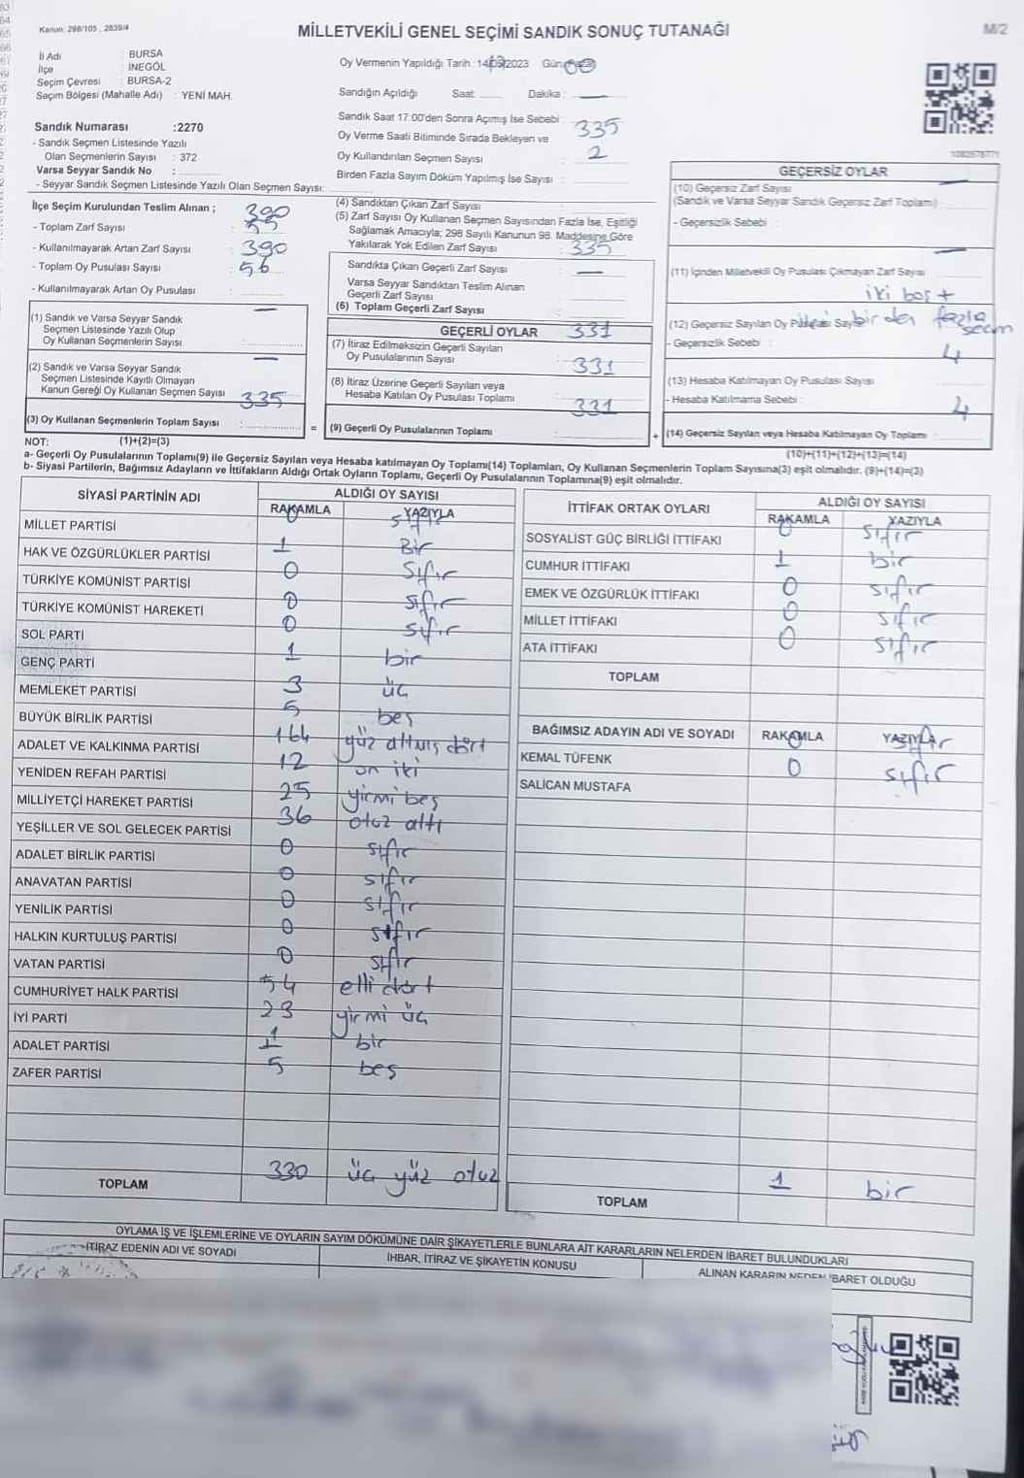 Kanun: 298/105 , 2839/4
MİLLETVEKİLİ GENEL SEÇİMİ SANDIK SONUÇ TUTANAĞI
M/2
İl Adı : BURSA
İlçe : İNEGÖL
Seçim Çevresi : BURSA-2
Seçim Bölgesi (Mahalle Adı) : YENİ MAH.
Sandık Numarası :2270
- Sandık Seçmen Listesinde Yazılı
Olan Seçmenlerin Sayısı : 372
Varsa Seyyar Sandık No :
- Seyyar Sandık Seçmen Listesinde Yazılı Olan Seçmen Sayısı:
Oy Vermenin Yapıldığı Tarih : 14/05/2023 Gün:
Sandığın Açıldığı Saat: Dakika :
Sandık Saat 17:00'den Sonra Açımış İse Sebebi : 335
Oy Verme Saati Bitiminde Sırada Bekleyen ve
Oy Kullandırılan Seçmen Sayısı : 2
Birden Fazla Sayım Döküm Yapılmış İse Sayısı :
İlçe Seçim Kurulundan Teslim Alınan ;
- Toplam Zarf Sayısı : 390
- Kullanılmayarak Artan Zarf Sayısı : 55
- Toplam Oy Pusulası Sayısı : 390
- Kullanılmayarak Artan Oy Pusulası : 56
(1) Sandık ve Varsa Seyyar Sandık
Seçmen Listesinde Yazılı Olup
Oy Kullanan Seçmenlerin Sayısı :
(2) Sandık ve Varsa Seyyar Sandık
Seçmen Listesinde Kayıtlı Olmayan
Kanun Gereği Oy Kullanan Seçmen Sayısı :
335
(3) Oy Kullanan Seçmenlerin Toplam Sayısı :
(4) Sandıktan Çıkan Zarf Sayısı :
(5) Zarf Sayısı Oy Kullanan Seçmen Sayısından Fazla İse, Eşitliği
Sağlamak Amacıyla; 298 Sayılı Kanunun 98. Maddesine Göre
Yakılarak Yok Edilen Zarf Sayısı : 335
Sandıkta Çıkan Geçerli Zarf Sayısı :
Varsa Seyyar Sandıktan Teslim Alınan
Geçerli Zarf Sayısı :
(6) Toplam Geçerli Zarf Sayısı :
GEÇERLİ OYLAR 331
(7) İtiraz Edilmeksizin Geçerli Sayılan
Oy Pusulalarının Sayısı : 331
(8) İtiraz Üzerine Geçerli Sayılan veya
Hesaba Katılan Oy Pusulası Toplamı :
331
= (9) Geçerli Oy Pusulalarının Toplamı :
1082578771
GEÇERSİZ OYLAR
(10) Geçersiz Zarf Sayısı
(Sandık ve Varsa Seyyar Sandık Geçersiz Zarf Toplamı) :
- Geçersizlik Sebebi :
(11) İçinden Milletvekili Oy Pusulası Çıkmayan Zarf Sayısı :
iki boş +
(12) Geçersiz Sayılan Oy Pusulası Sayısı birden fazla
seçim
- Geçersizlik Sebebi :
4
(13) Hesaba Katılmayan Oy Pusulası Sayısı :
- Hesaba Katılmama Sebebi :
4
+ (14) Geçersiz Sayılan veya Hesaba Katılmayan Oy Toplamı :
NOT: (1)+(2)=(3)
(10)+(11)+(12)+(13)=(14)
a- Geçerli Oy Pusulalarının Toplamı(9) ile Geçersiz Sayılan veya Hesaba katılmayan Oy Toplamı(14) Toplamları, Oy Kullanan Seçmenlerin Toplam Sayısına(3) eşit olmalıdır. (9)+(14)=(3)
b- Siyasi Partilerin, Bağımsız Adayların ve İttifakların Aldığı Ortak Oyların Toplamı, Geçerli Oy Pusulalarının Toplamına(9) eşit olmalıdır.
SİYASİ PARTİNİN ADI
ALDIĞI OY SAYISI
RAKAMLA YAZIYLA
MİLLET PARTİSİ 0 sıfır
HAK VE ÖZGÜRLÜKLER PARTİSİ 1 Bir
TÜRKİYE KOMÜNİST PARTİSİ 0 sıfır
TÜRKİYE KOMÜNİST HAREKETİ 0 sıfır
SOL PARTİ 0 sıfır
GENÇ PARTİ 1 bir
MEMLEKET PARTİSİ 3 üç
BÜYÜK BİRLİK PARTİSİ 5 beş
ADALET VE KALKINMA PARTİSİ 164 yüz altmış dört
YENİDEN REFAH PARTİSİ 12 on iki
MİLLİYETÇİ HAREKET PARTİSİ 25 yirmi beş
YEŞİLLER VE SOL GELECEK PARTİSİ 36 otuz altı
ADALET BİRLİK PARTİSİ 0 sıfır
ANAVATAN PARTİSİ 0 sıfır
YENİLİK PARTİSİ 0 sıfır
HALKIN KURTULUŞ PARTİSİ 0 sıfır
VATAN PARTİSİ 0 sıfır
CUMHURİYET HALK PARTİSİ 54 elli dört
İYİ PARTİ 23 yirmi üç
ADALET PARTİSİ 1 bir
ZAFER PARTİSİ 5 beş
TOPLAM 330 üç yüz otuz
İTTİFAK ORTAK OYLARI
ALDIĞI OY SAYISI
RAKAMLA YAZIYLA
SOSYALİST GÜÇ BİRLİĞİ İTTİFAKI 0 sıfır
CUMHUR İTTİFAKI 1 bir
EMEK VE ÖZGÜRLÜK İTTİFAKI 0 sıfır
MİLLET İTTİFAKI 0 sıfır
ATA İTTİFAKI 0 sıfır
TOPLAM
BAĞIMSIZ ADAYIN ADI VE SOYADI RAKAMLA YAZIYLA
KEMAL TÜFENK 0 sıfır
SALİCAN MUSTAFA 0 sıfır
TOPLAM 1 bir
OYLAMA İŞ VE İŞLEMLERİNE VE OYLARIN SAYIM DÖKÜMÜNE DAİR ŞİKAYETLERLE BUNLARA AİT KARARLARIN NELERDEN İBARET BULUNDUKLARI
İTİRAZ EDENİN ADI VE SOYADI
İHBAR, İTİRAZ VE ŞİKAYETİN KONUSU
ALINAN KARARIN NEDEN İBARET OLDUĞU